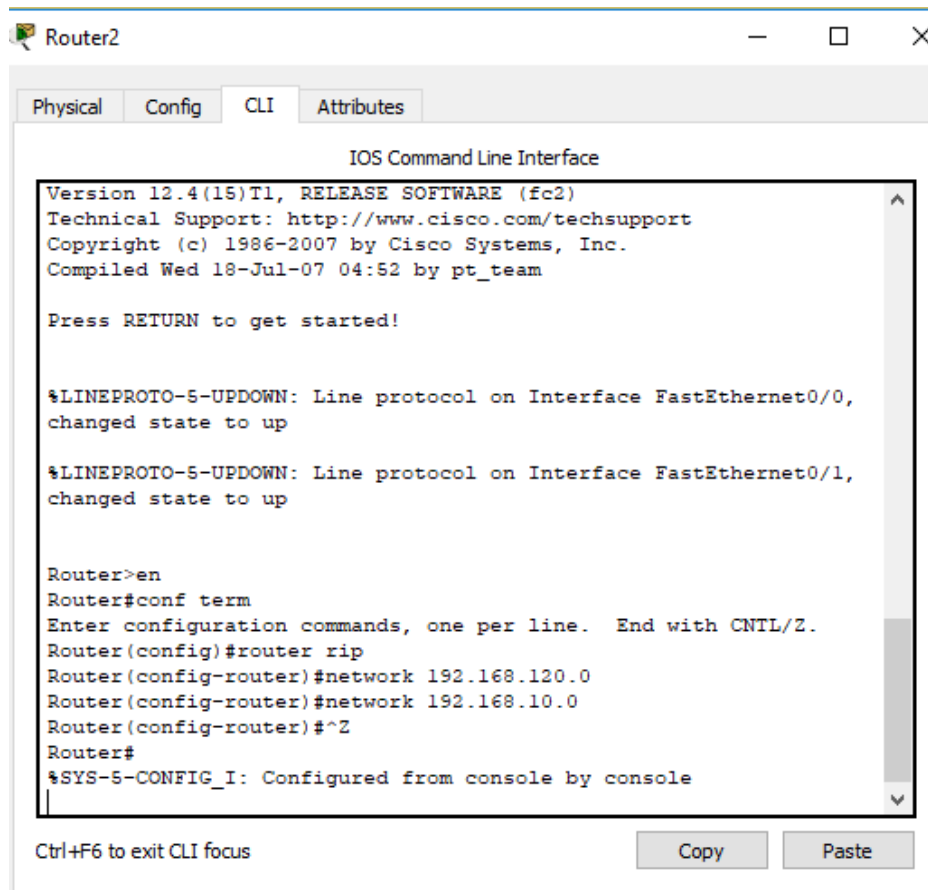 Router2
Physical Config CLI Attributes
IOS Command Line Interface
Version 12.4(15)T1, RELEASE SOFTWARE (fc2)
Technical Support: http://www.cisco.com/techsupport
Copyright (c) 1986-2007 by Cisco Systems, Inc.
Compiled Wed 18-Jul-07 04:52 by pt_team
Press RETURN to get started!
%LINEPROTO-5-UPDOWN: Line protocol on Interface FastEthernet0/0,
changed state to up
%LINEPROTO-5-UPDOWN: Line protocol on Interface FastEthernet0/1,
changed state to up
Router>en
Router#conf term
Enter configuration commands, one per line.  End with CNTL/Z.
Router(config)#router rip
Router(config-router)#network 192.168.120.0
Router(config-router)#network 192.168.10.0
Router(config-router)#^Z
Router#
%SYS-5-CONFIG_I: Configured from console by console
Ctrl+F6 to exit CLI focus
Copy Paste